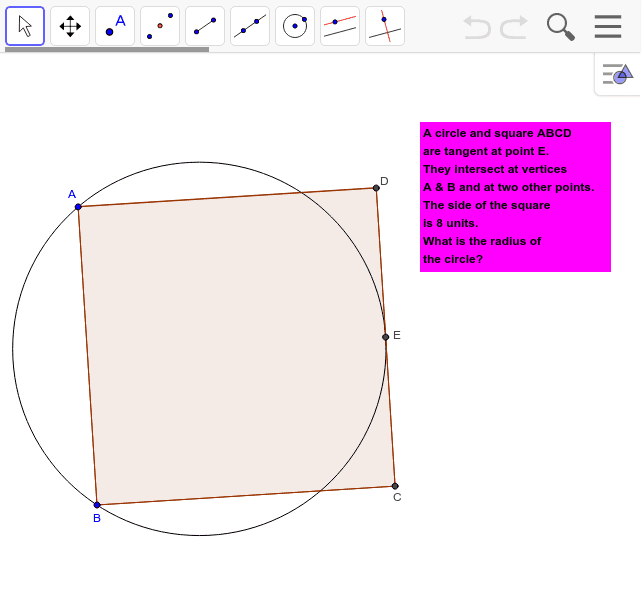 A
A
D
E
C
B
A circle and square ABCD
are tangent at point E.
They intersect at vertices
A & B and at two other points.
The side of the square
is 8 units.
What is the radius of
the circle?